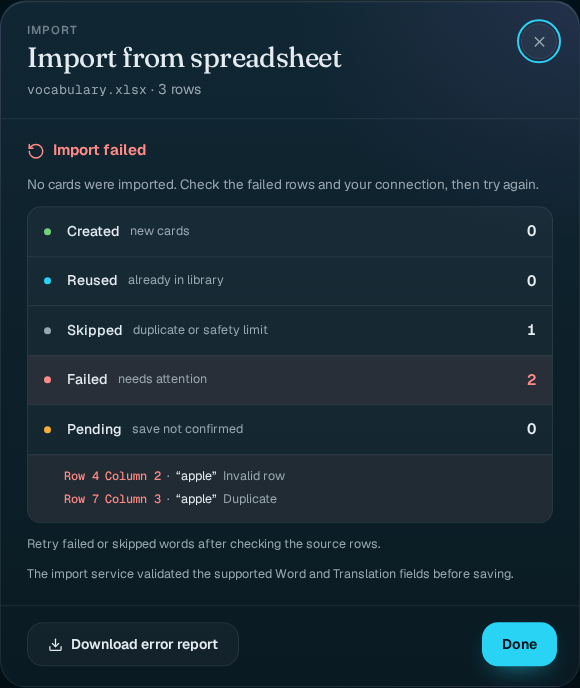 IMPORT
Import from spreadsheet
vocabulary.xlsx · 3 rows
Import failed
No cards were imported. Check the failed rows and your connection, then try again.
Created new cards 0
Reused already in library 0
Skipped duplicate or safety limit 1
Failed needs attention 2
Pending save not confirmed 0
Row 4 Column 2 · “apple” Invalid row
Row 7 Column 3 · “apple” Duplicate
Retry failed or skipped words after checking the source rows.
The import service validated the supported Word and Translation fields before saving.
Download error report
Done